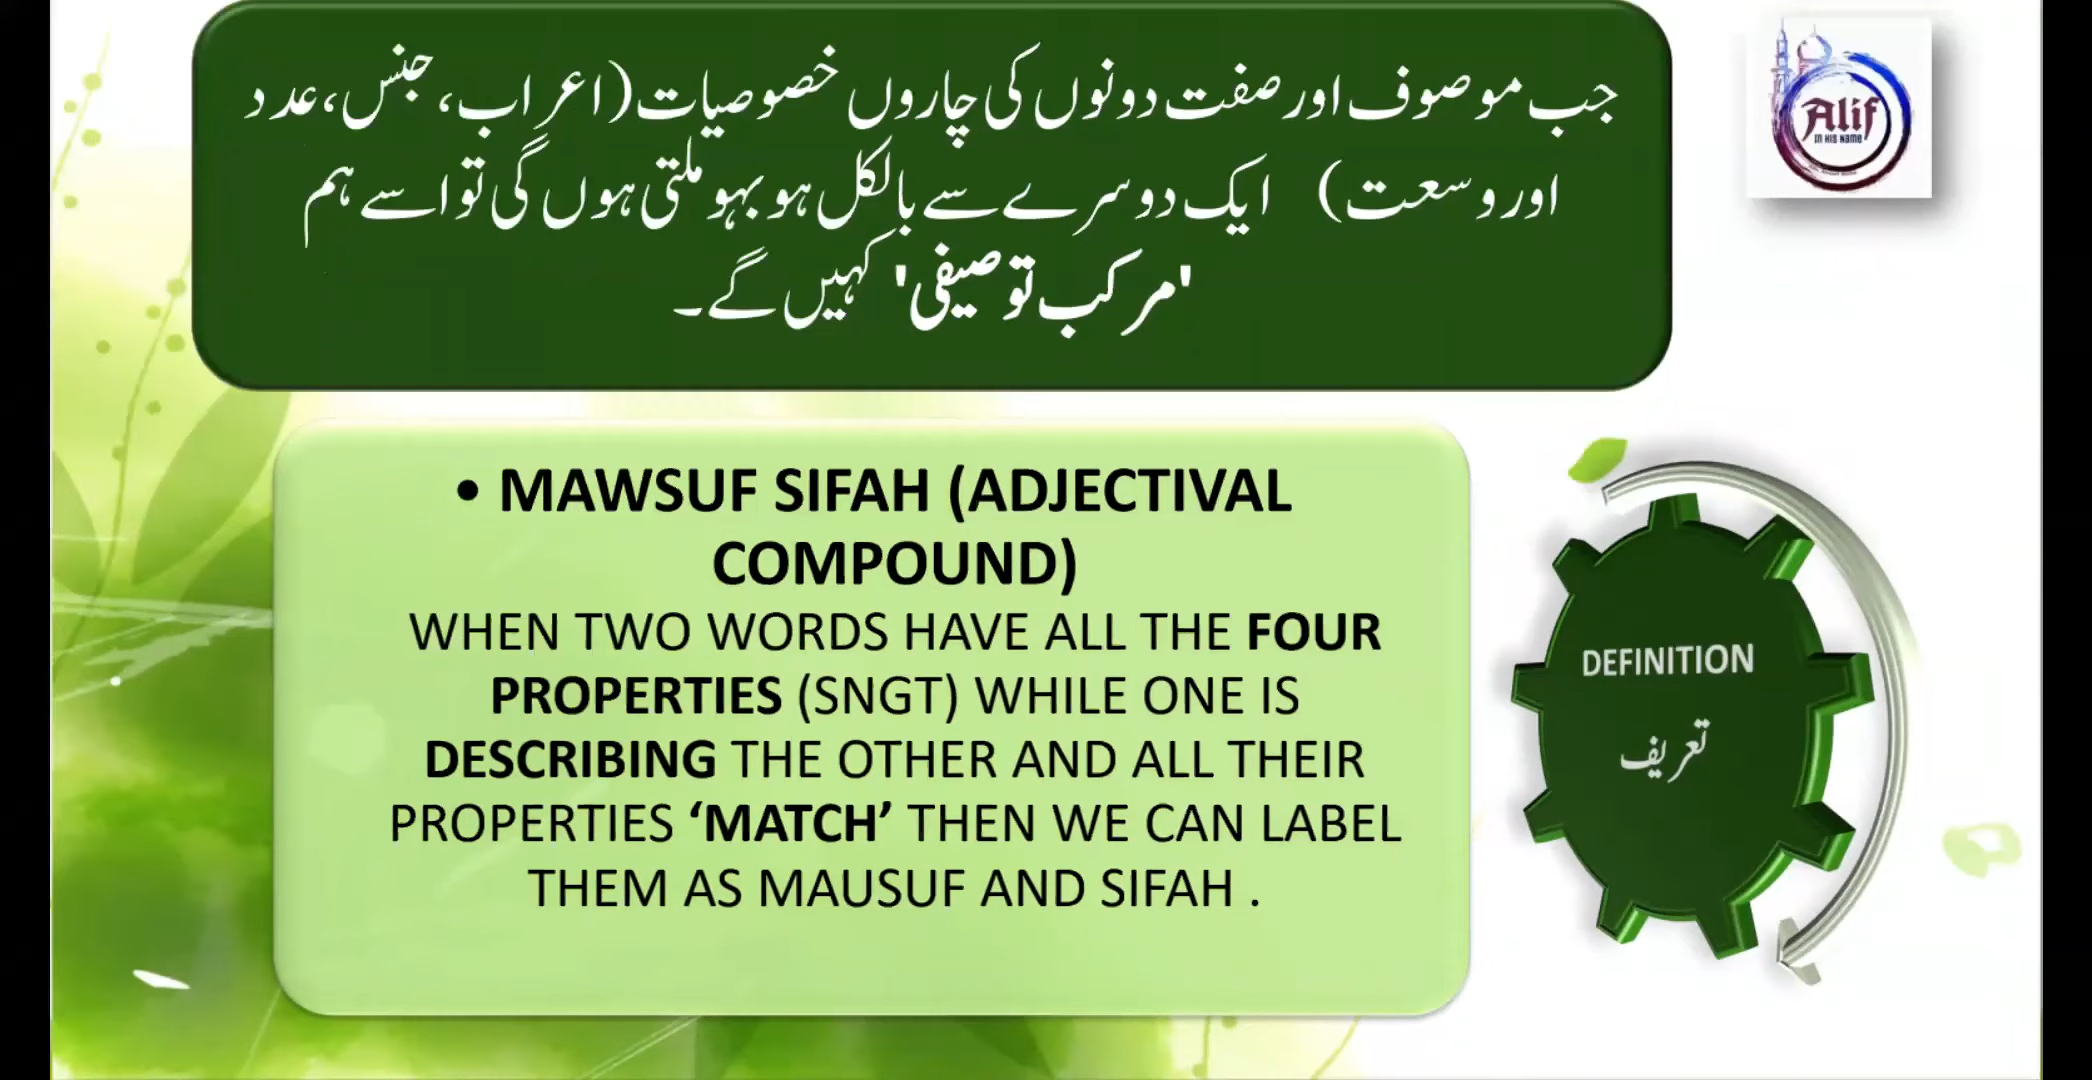 جب موصوف اور صفت دونوں کی چاروں خصوصیات (اعراب، جنس، عدد
اور وسعت) ایک دوسرے سے بالکل ہو بہو ملتی ہوں گی تو اسے ہم
'مرکب توصیفی' کہیں گے۔
Alif
IN HIS NAME
• MAWSUF SIFAH (ADJECTIVAL
COMPOUND)
WHEN TWO WORDS HAVE ALL THE FOUR
PROPERTIES (SNGT) WHILE ONE IS
DESCRIBING THE OTHER AND ALL THEIR
PROPERTIES ‘MATCH’ THEN WE CAN LABEL
THEM AS MAUSUF AND SIFAH .
DEFINITION
تعریف